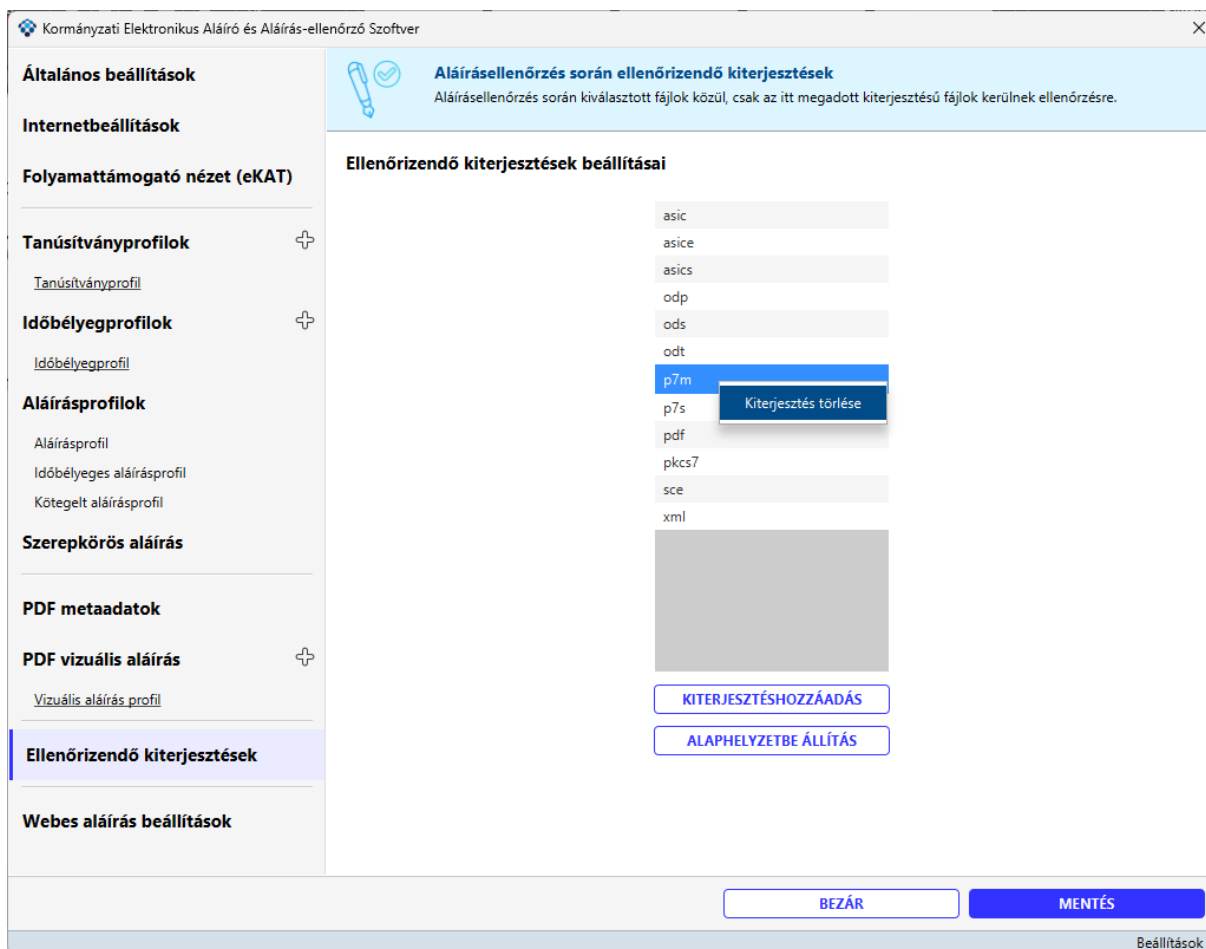 Kormányzati Elektronikus Aláíró és Aláírás-ellenőrző Szoftver
Általános beállítások
Internetbeállítások
Folyamattámogató nézet (eKAT)
Tanúsítványprofilok
Tanúsítványprofil
Időbélyegprofilok
Időbélyegprofil
Aláírásprofilok
Aláírásprofil
Időbélyeges aláírásprofil
Kötegelt aláírásprofil
Szerepkörös aláírás
PDF metaadatok
PDF vizuális aláírás
Vizuális aláírás profil
Ellenőrizendő kiterjesztések
Webes aláírás beállítások
Aláírásellenőrzés során ellenőrizendő kiterjesztések
Aláírásellenőrzés során kiválasztott fájlok közül, csak az itt megadott kiterjesztésű fájlok kerülnek ellenőrzésre.
Ellenőrizendő kiterjesztések beállításai
asic
asice
asics
odp
ods
odt
p7m
Kiterjesztés törlése
p7s
pdf
pkcs7
sce
xml
KITERJESZTÉSHOZZÁADÁS
ALAPHELYZETBE ÁLLÍTÁS
BEZÁR
MENTÉS
Beállítások